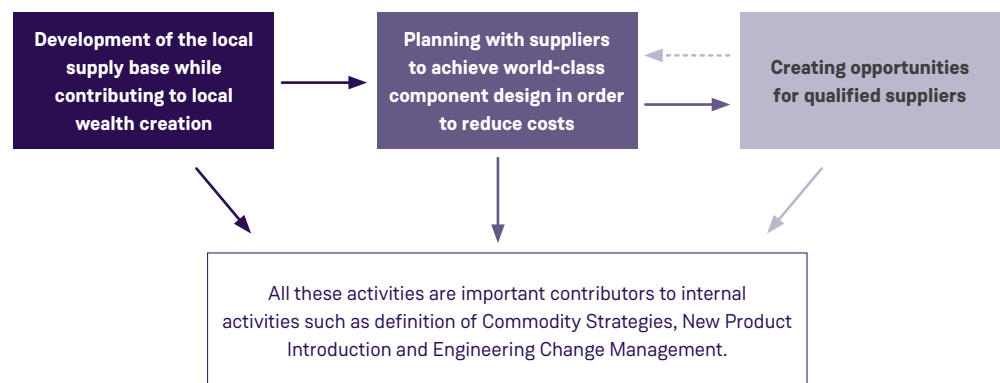 Development of the local
supply base while
contributing to local
wealth creation
Planning with suppliers
to achieve world-class
component design in order
to reduce costs
Creating opportunities
for qualified suppliers
All these activities are important contributors to internal
activities such as definition of Commodity Strategies, New Product
Introduction and Engineering Change Management.